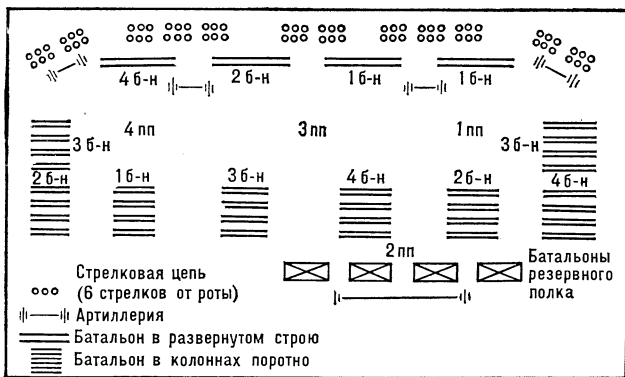 4 б-н 2 б-н 1 б-н 1 б-н
4 пп 3 пп 1 пп
3 б-н 3 б-н
2 б-н 1 б-н 3 б-н 4 б-н 2 б-н 4 б-н
2 пп
Стрелковая цепь
(6 стрелков от роты)
Артиллерия
Батальон в развернутом строю
Батальон в колоннах поротно
Батальоны
резервного
полка